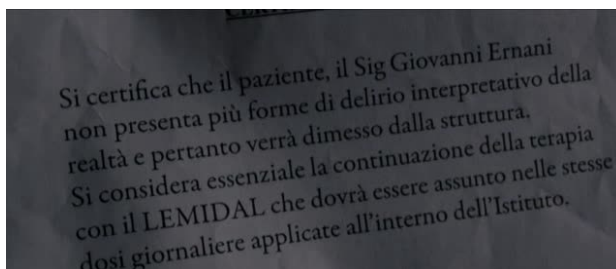 Si certifica che il paziente, il Sig Giovanni Ernani
non presenta più forme di delirio interpretativo della
realtà e pertanto verrà dimesso dalla struttura.
Si considera essenziale la continuazione della terapia
con il LEMIDAL che dovrà essere assunto nelle stesse
dosi giornaliere applicate all'interno dell'Istituto.